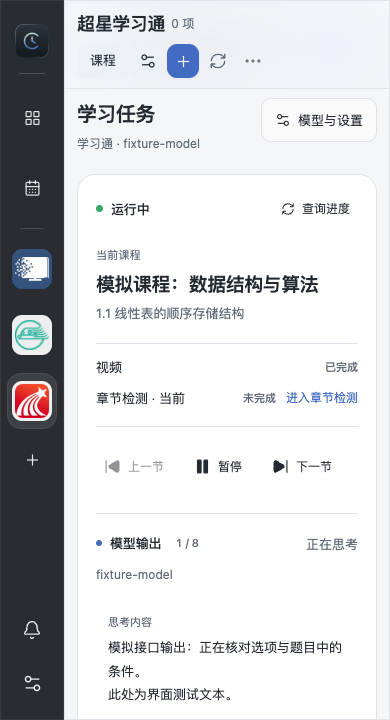 超星学习通 0 项
课程
学习任务
学习通 · fixture-model
模型与设置
运行中
查询进度
当前课程
模拟课程：数据结构与算法
1.1 线性表的顺序存储结构
视频
已完成
章节检测 · 当前
未完成 进入章节检测
上一节
暂停
下一节
模型输出 1 / 8
正在思考
fixture-model
思考内容
模拟接口输出：正在核对选项与题目中的
条件。
此处为界面测试文本。